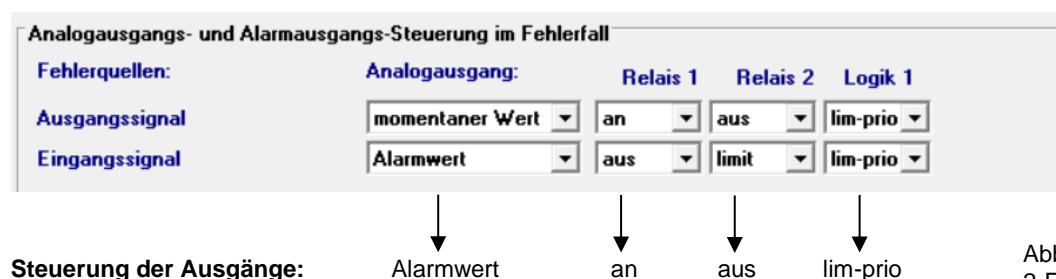 Analogausgangs- und Alarmausgangs-Steuerung im Fehlerfall
Fehlerquellen: Analogausgang: Relais 1 Relais 2 Logik 1
Ausgangssignal momentaner Wert an aus lim-prio
Eingangssignal Alarmwert aus limit lim-prio
Steuerung der Ausgänge: Alarmwert an aus lim-prio